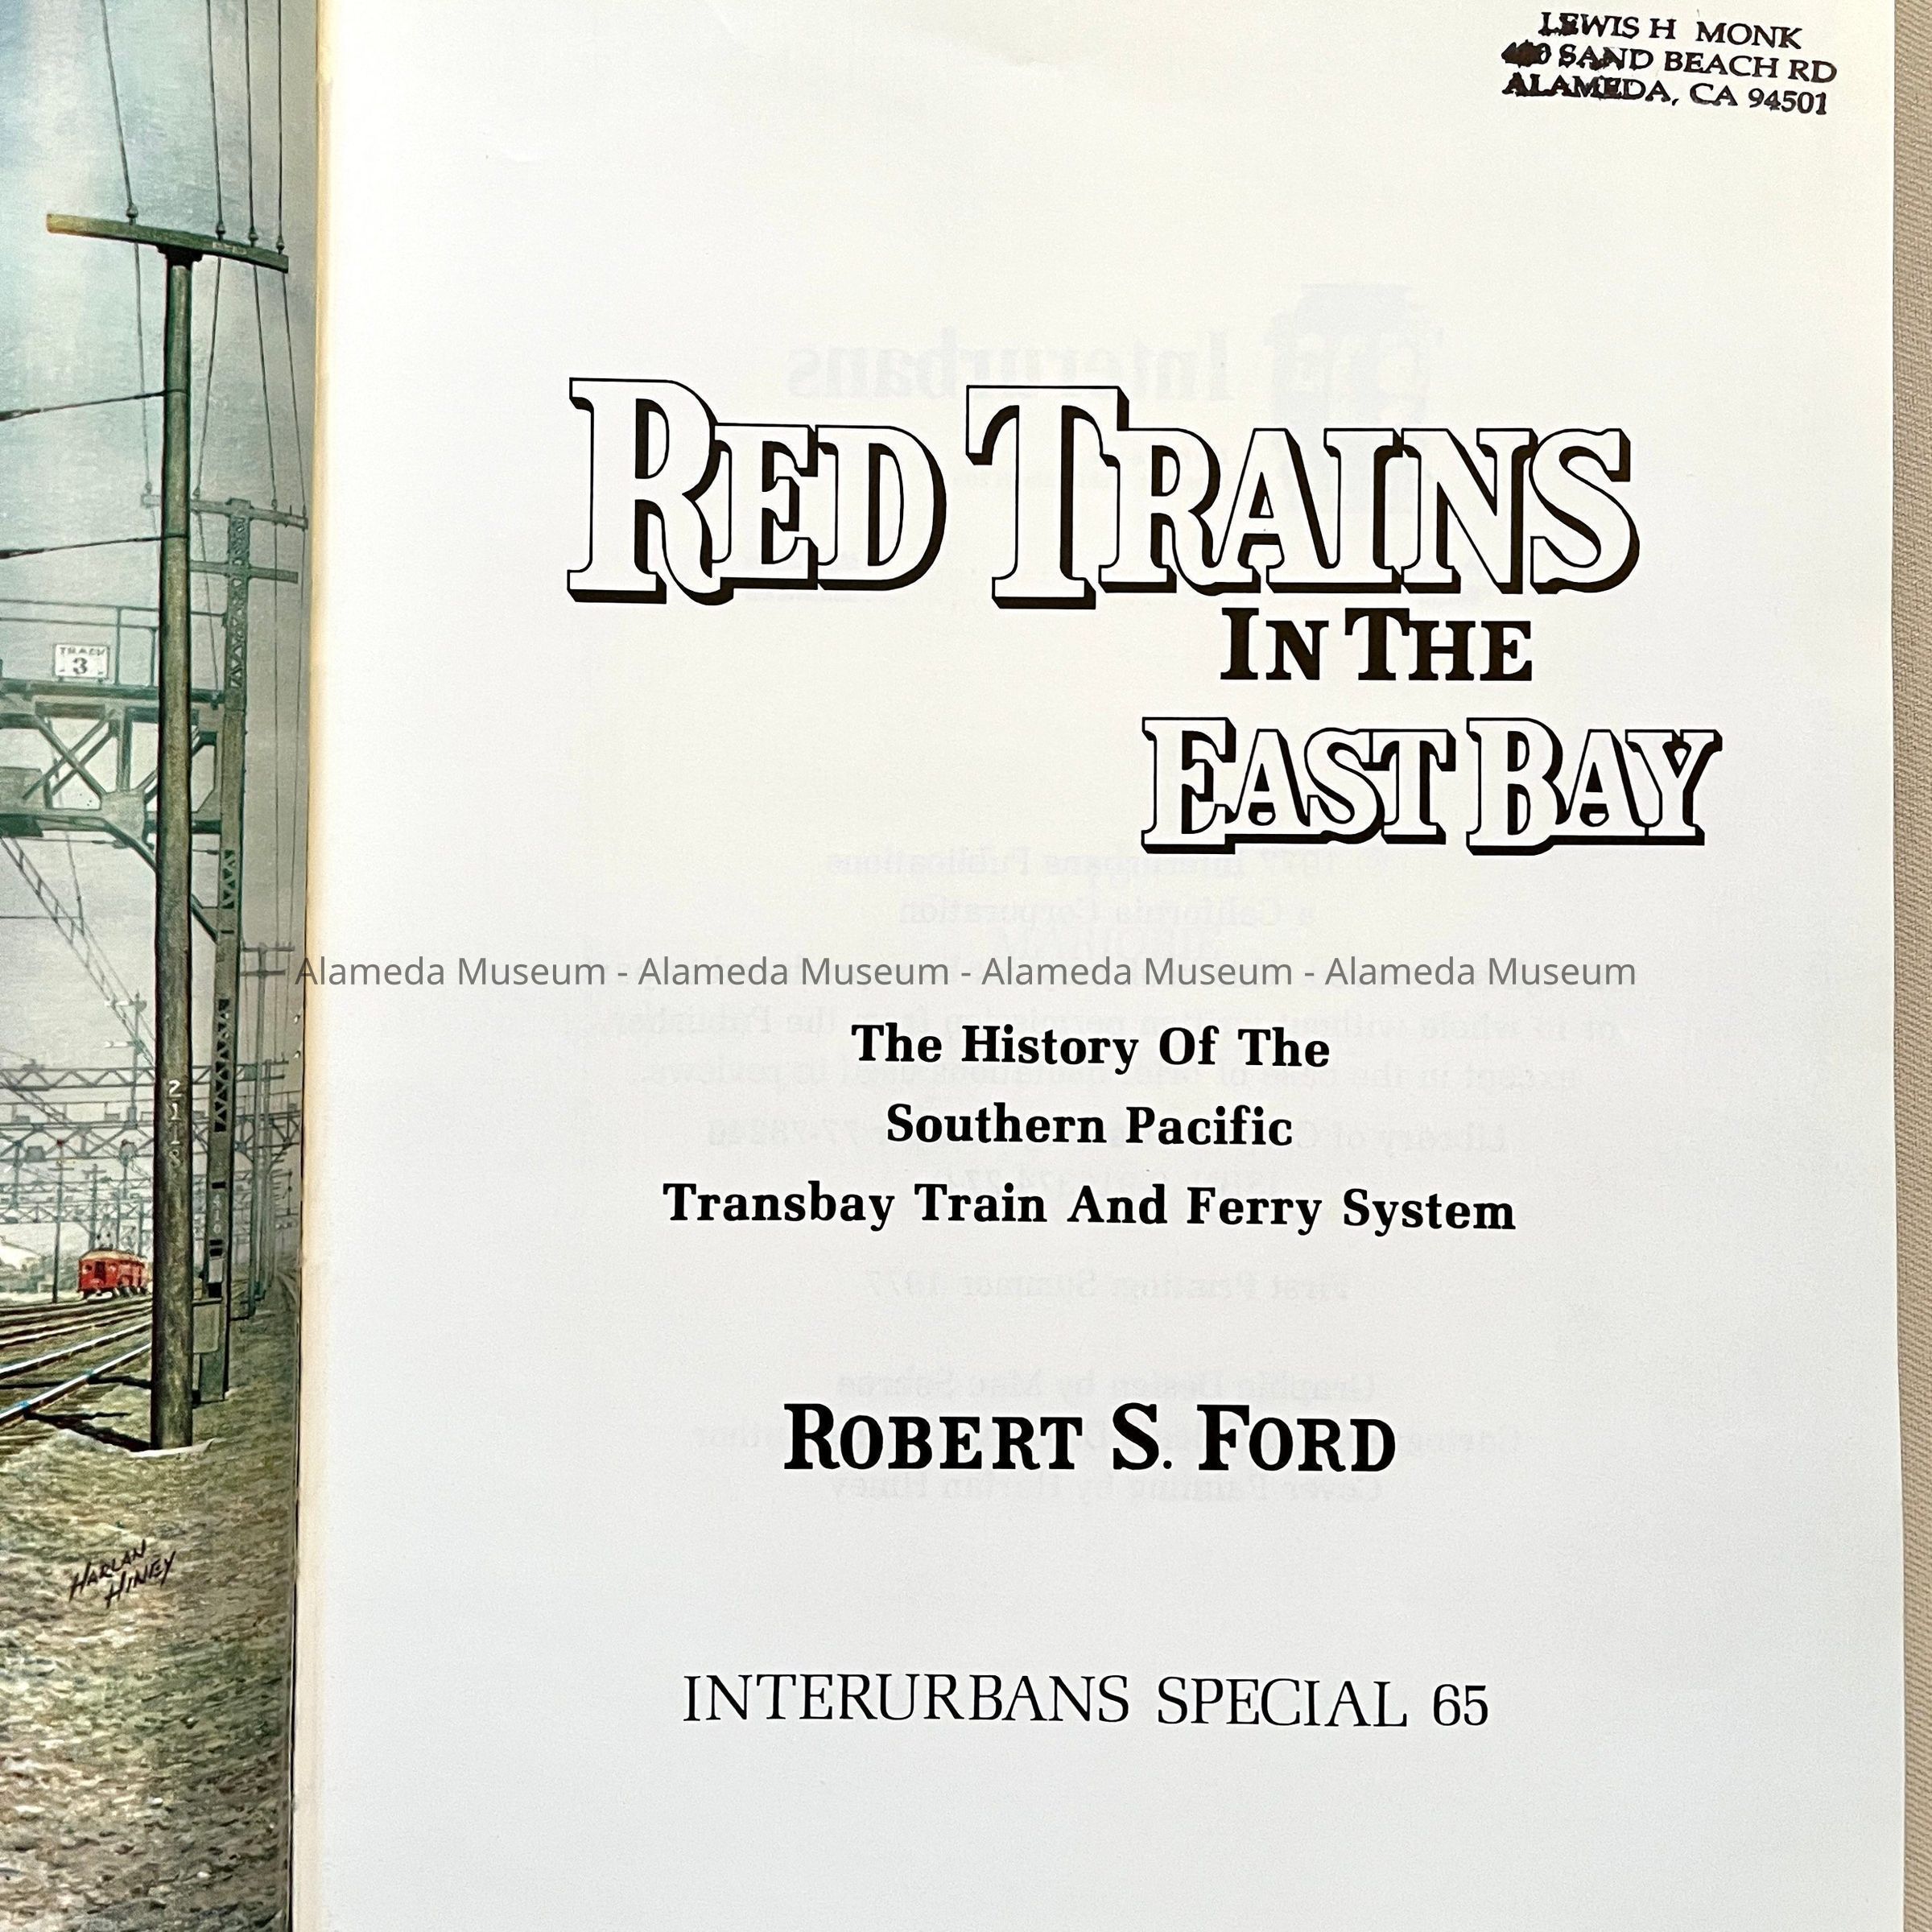 LEWIS H MONK
SAND BEACH RD
ALAMEDA, CA 94501
RED TRAINS
IN THE
EAST BAY
Alameda Museum - Alameda Museum - Alameda Museum - Alameda Museum
The History Of The
Southern Pacific
Transbay Train And Ferry System
ROBERT S. FORD
INTERURBANS SPECIAL 65
TRACK
3
HARLAN
HINEY